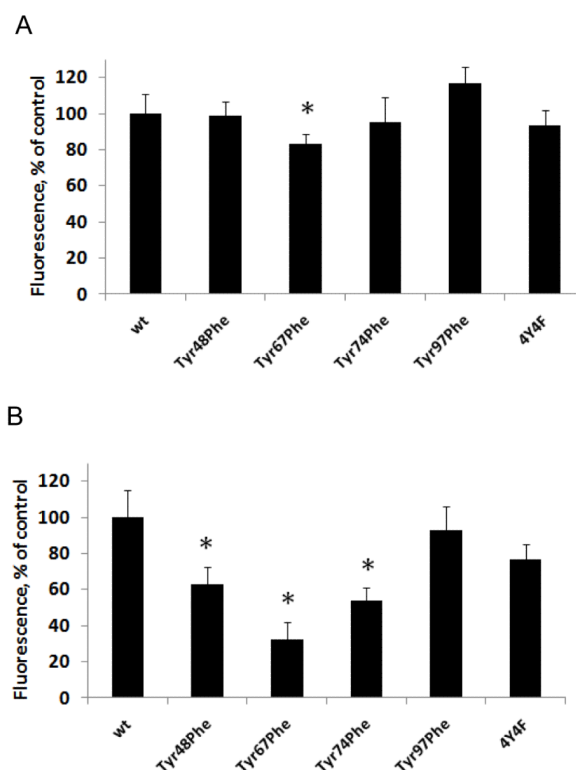 A
Fluorescence, % of control
120
100
80
60
40
20
0
*
wt
Tyr48Phe
Tyr67Phe
Tyr74Phe
Tyr97Phe
4Y4F
B
Fluorescence, % of control
120
100
80
60
40
20
0
*
*
*
wt
Tyr48Phe
Tyr67Phe
Tyr74Phe
Tyr97Phe
4Y4F